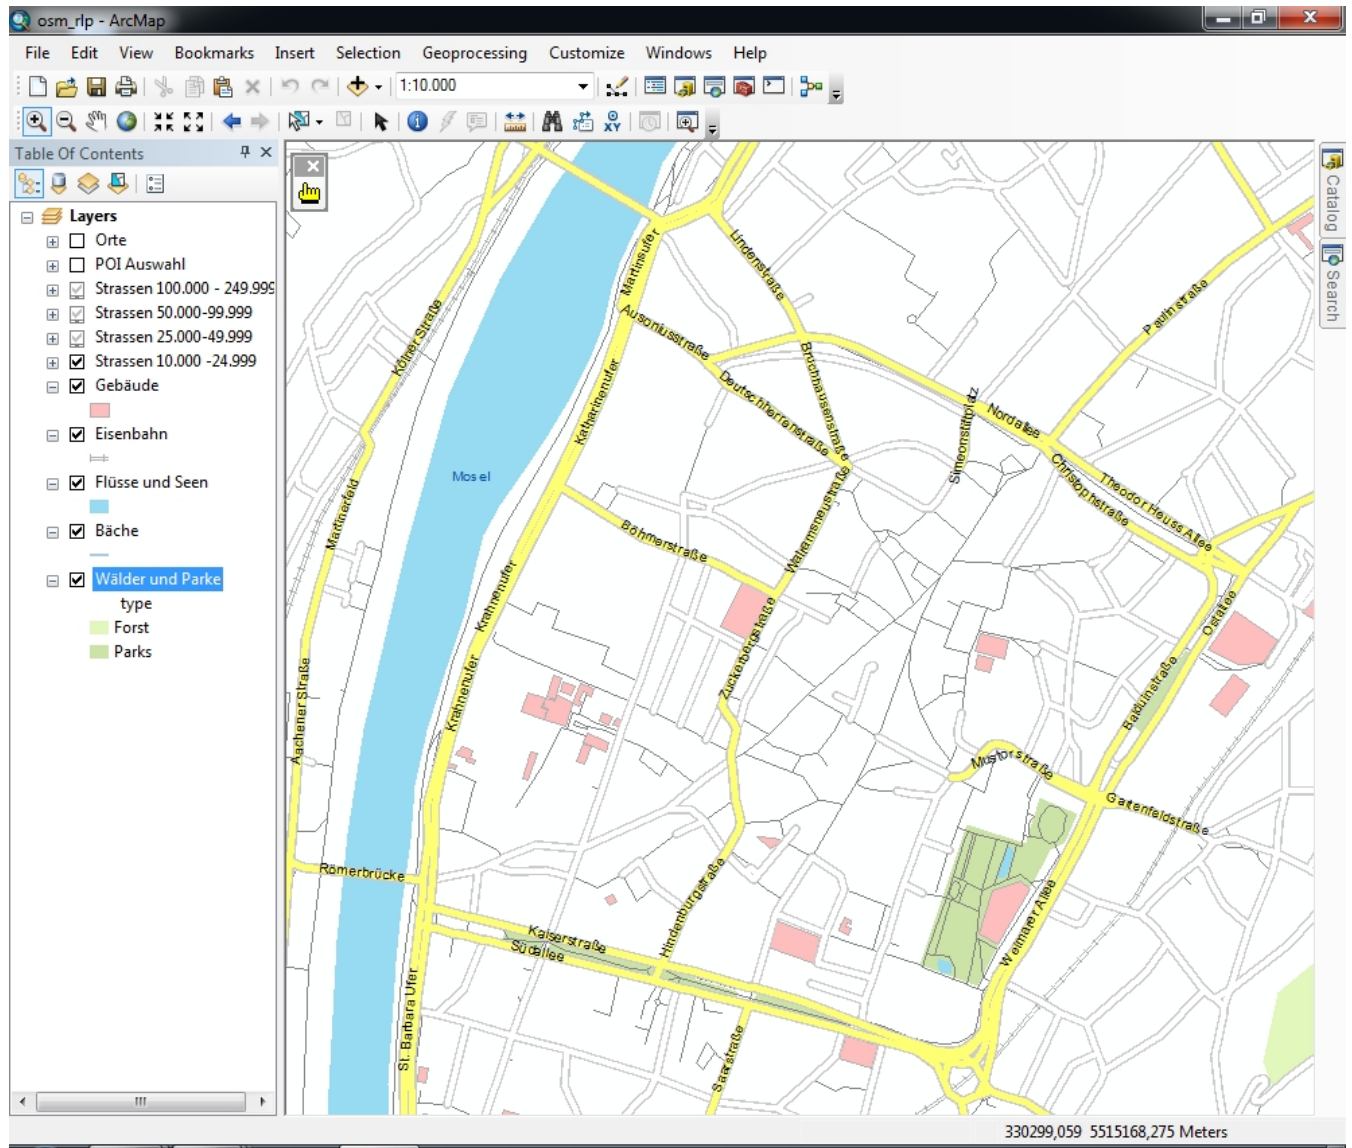 osm_rlp - ArcMap
File Edit View Bookmarks Insert Selection Geoprocessing Customize Windows Help
1:10.000
XY
Table Of Contents
Layers
Orte
POI Auswahl
Strassen 100.000 - 249.999
Strassen 50.000-99.999
Strassen 25.000-49.999
Strassen 10.000 -24.999
Gebäude
Eisenbahn
Flüsse und Seen
Bäche
Wälder und Parke
type
Forst
Parks
Catalog
Search
Lindenstraße
Martinsufer
Paulinstraße
Kölner Straße
Ausoniusstraße
Bruchhausenstraße
Deutschherrenstraße
Katharinenufer
Nordallee
Simeonstiftplatz
Mosel
Christophstraße
Theodor Heuss Allee
Martinerfeld
Walramsneustraße
Böhmerstraße
Krahnenufer
Zuckerbergstraße
Ostallee
Krahnenufer
Aachener Straße
Balduinstraße
Mustorstraße
Gartenfeldstraße
Römerbrücke
Hindenburgstraße
Weimarer Allee
Kaiserstraße
Südallee
St. Barbara Ufer
Saarstraße
330299,059 5515168,275 Meters